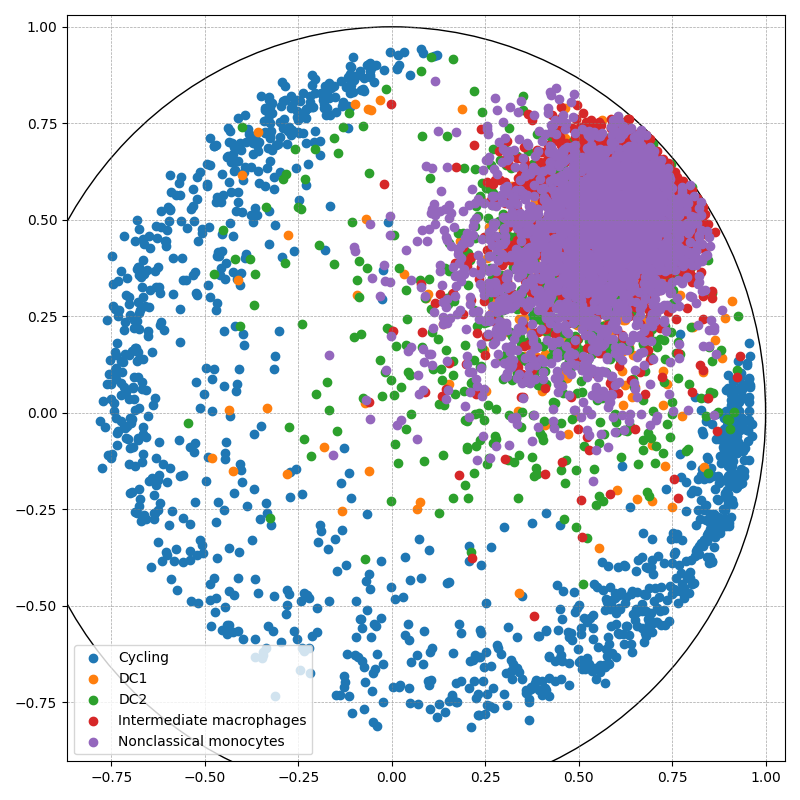 1.00
0.75
0.50
0.25
0.00
−0.25
−0.50
−0.75
Cycling
DC1
DC2
Intermediate macrophages
Nonclassical monocytes
−0.75 −0.50 −0.25 0.00 0.25 0.50 0.75 1.00